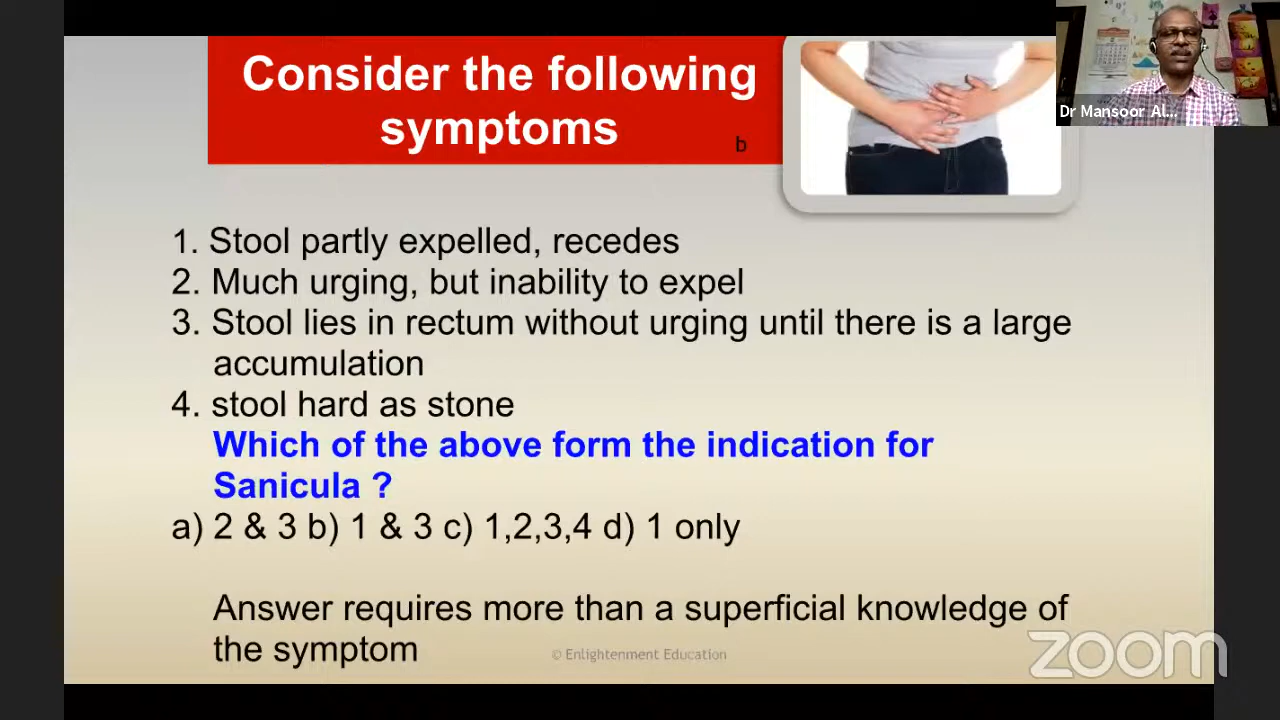 Consider the following
symptoms
b
Dr Mansoor Al...
1. Stool partly expelled, recedes
2. Much urging, but inability to expel
3. Stool lies in rectum without urging until there is a large
accumulation
4. stool hard as stone
Which of the above form the indication for
Sanicula ?
a) 2 & 3 b) 1 & 3 c) 1,2,3,4 d) 1 only
Answer requires more than a superficial knowledge of
the symptom
© Enlightenment Education
zoom